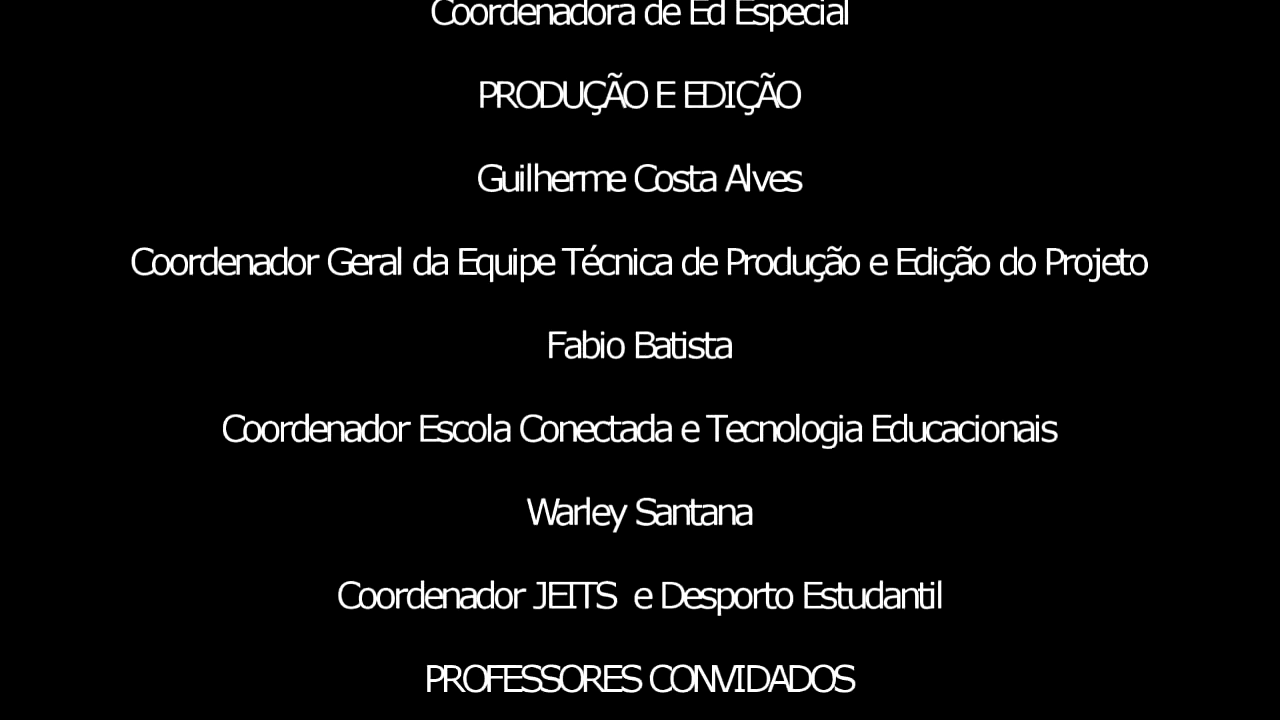 Coordenadora de Ed Especial
PRODUÇÃO E EDIÇÃO
Guilherme Costa Alves
Coordenador Geral da Equipe Técnica de Produção e Edição do Projeto
Fabio Batista
Coordenador Escola Conectada e Tecnologia Educacionais
Warley Santana
Coordenador JEITS e Desporto Estudantil
PROFESSORES CONVIDADOS